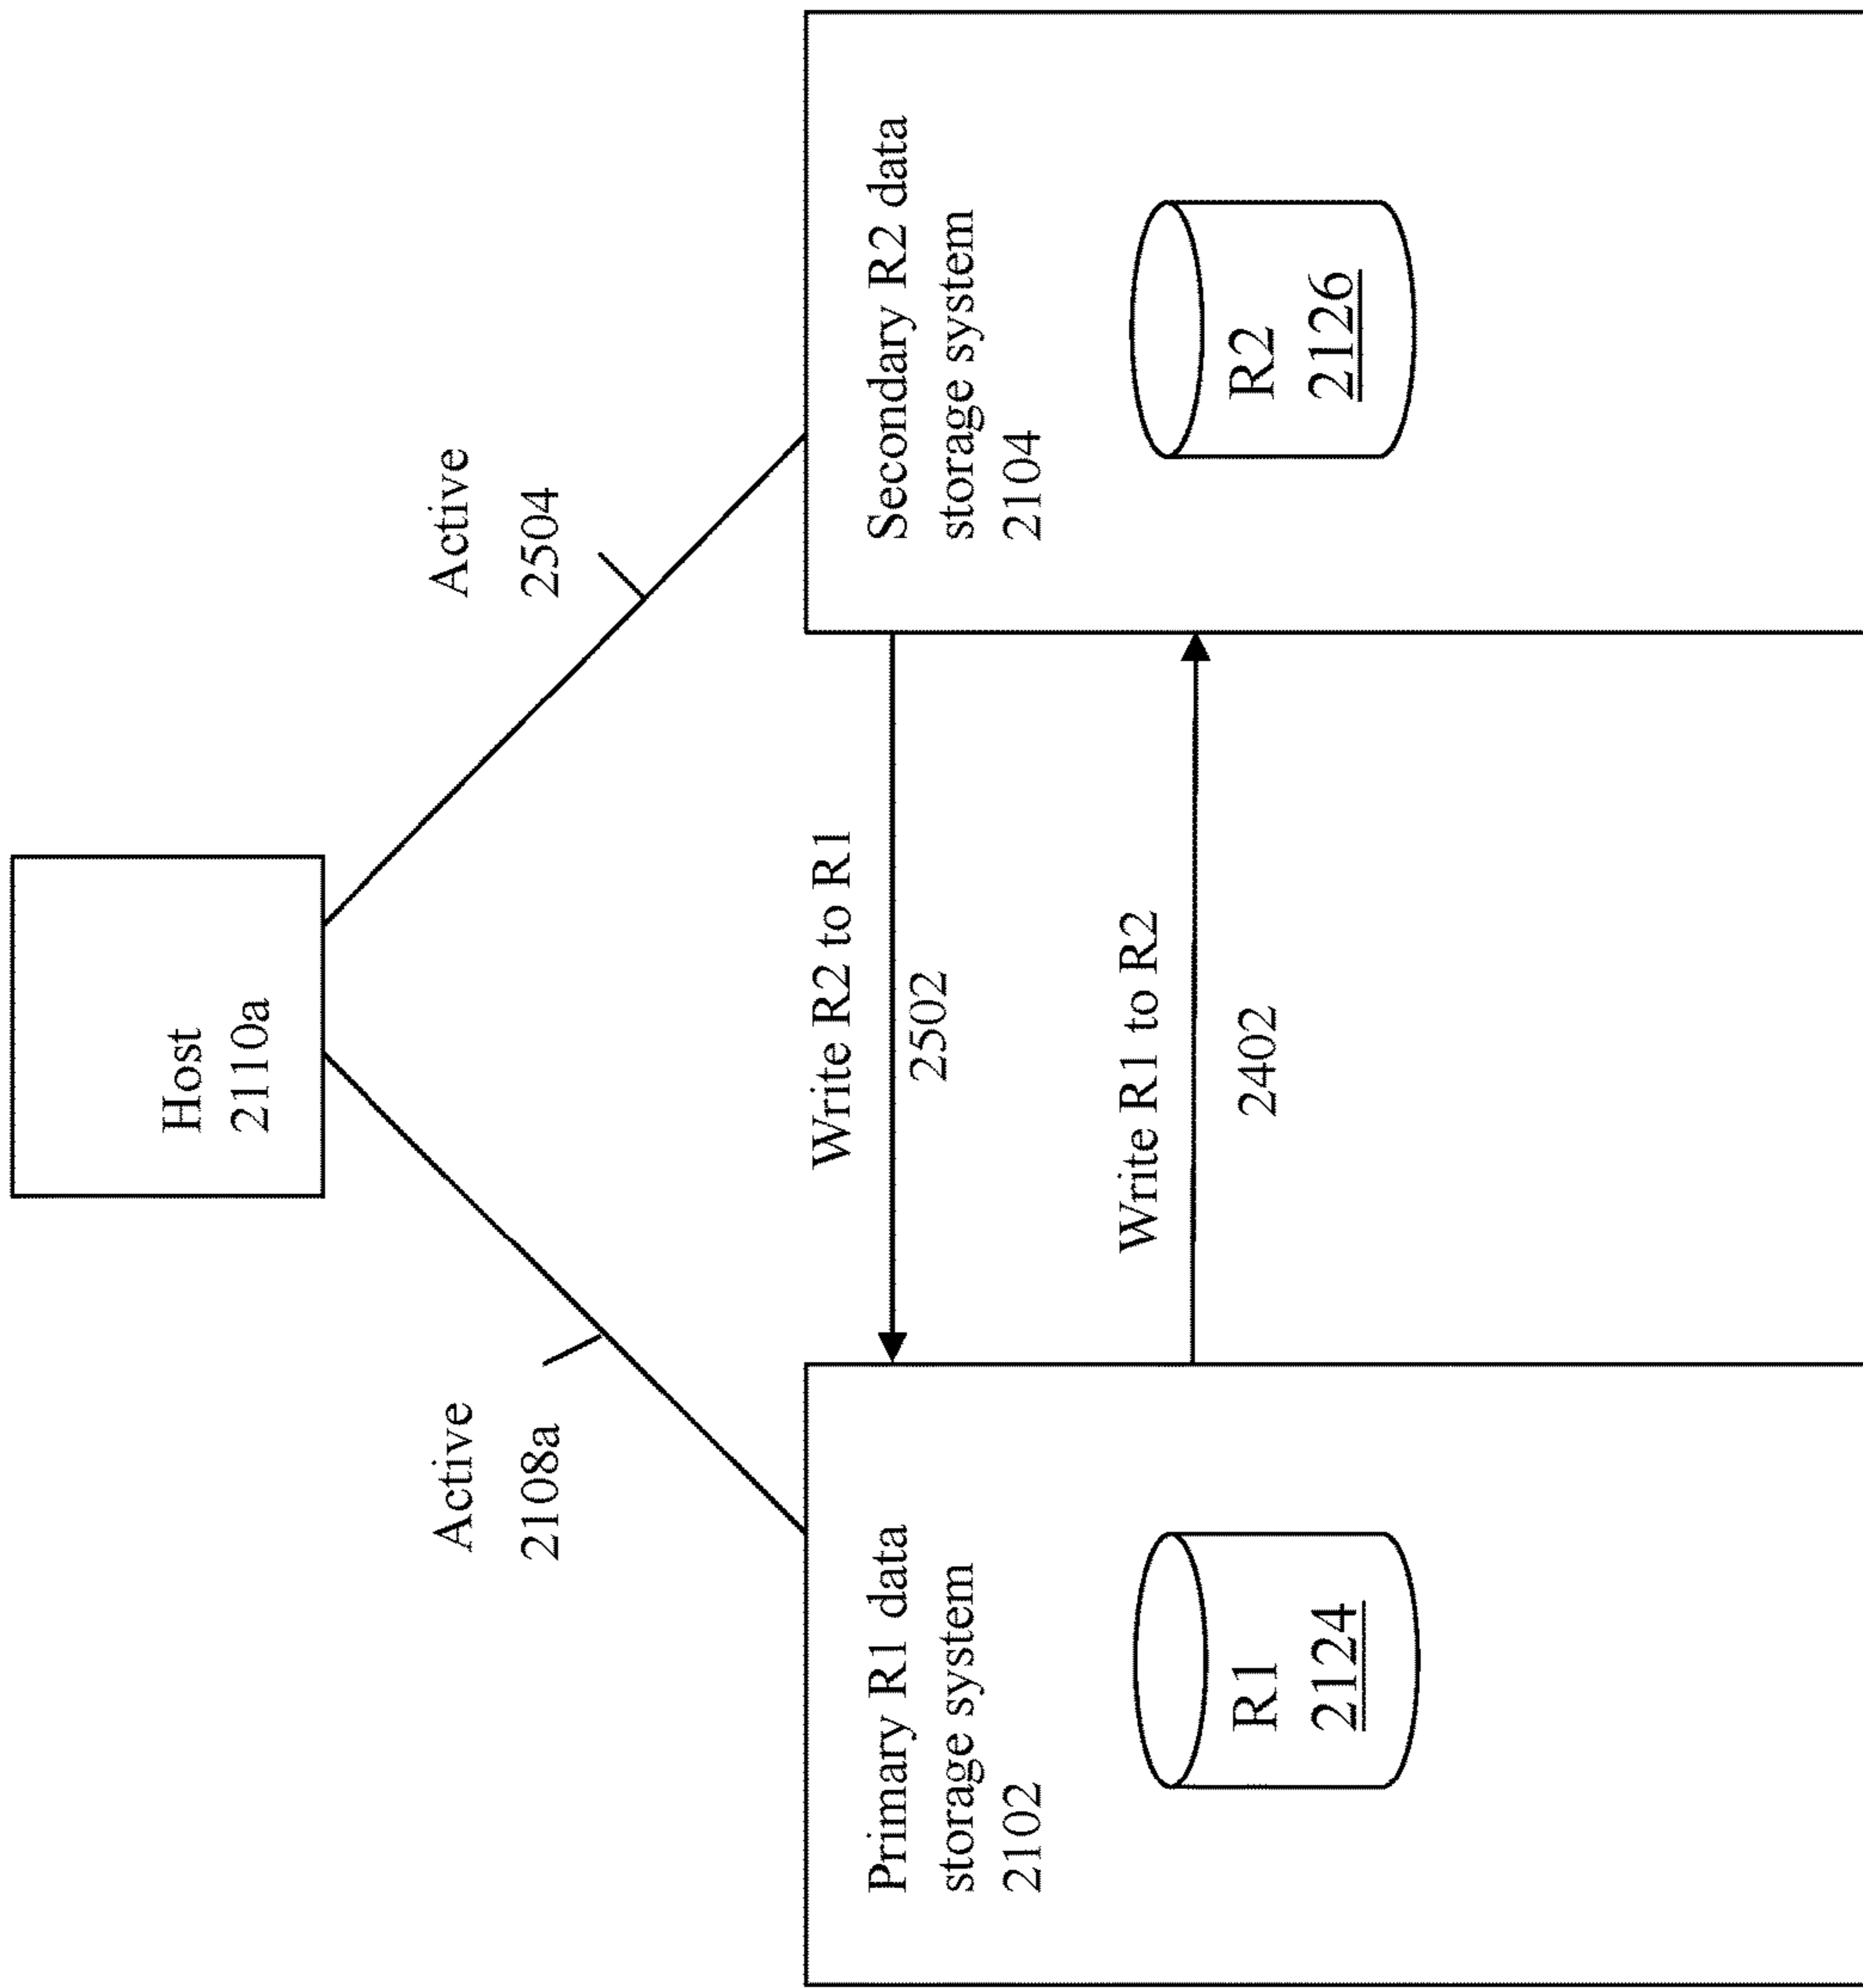 Host
2110a
Active
2108a
Active
2504
Primary R1 data
storage system
2102
R1
2124
Write R2 to R1
2502
Write R1 to R2
2402
Secondary R2 data
storage system
2104
R2
2126